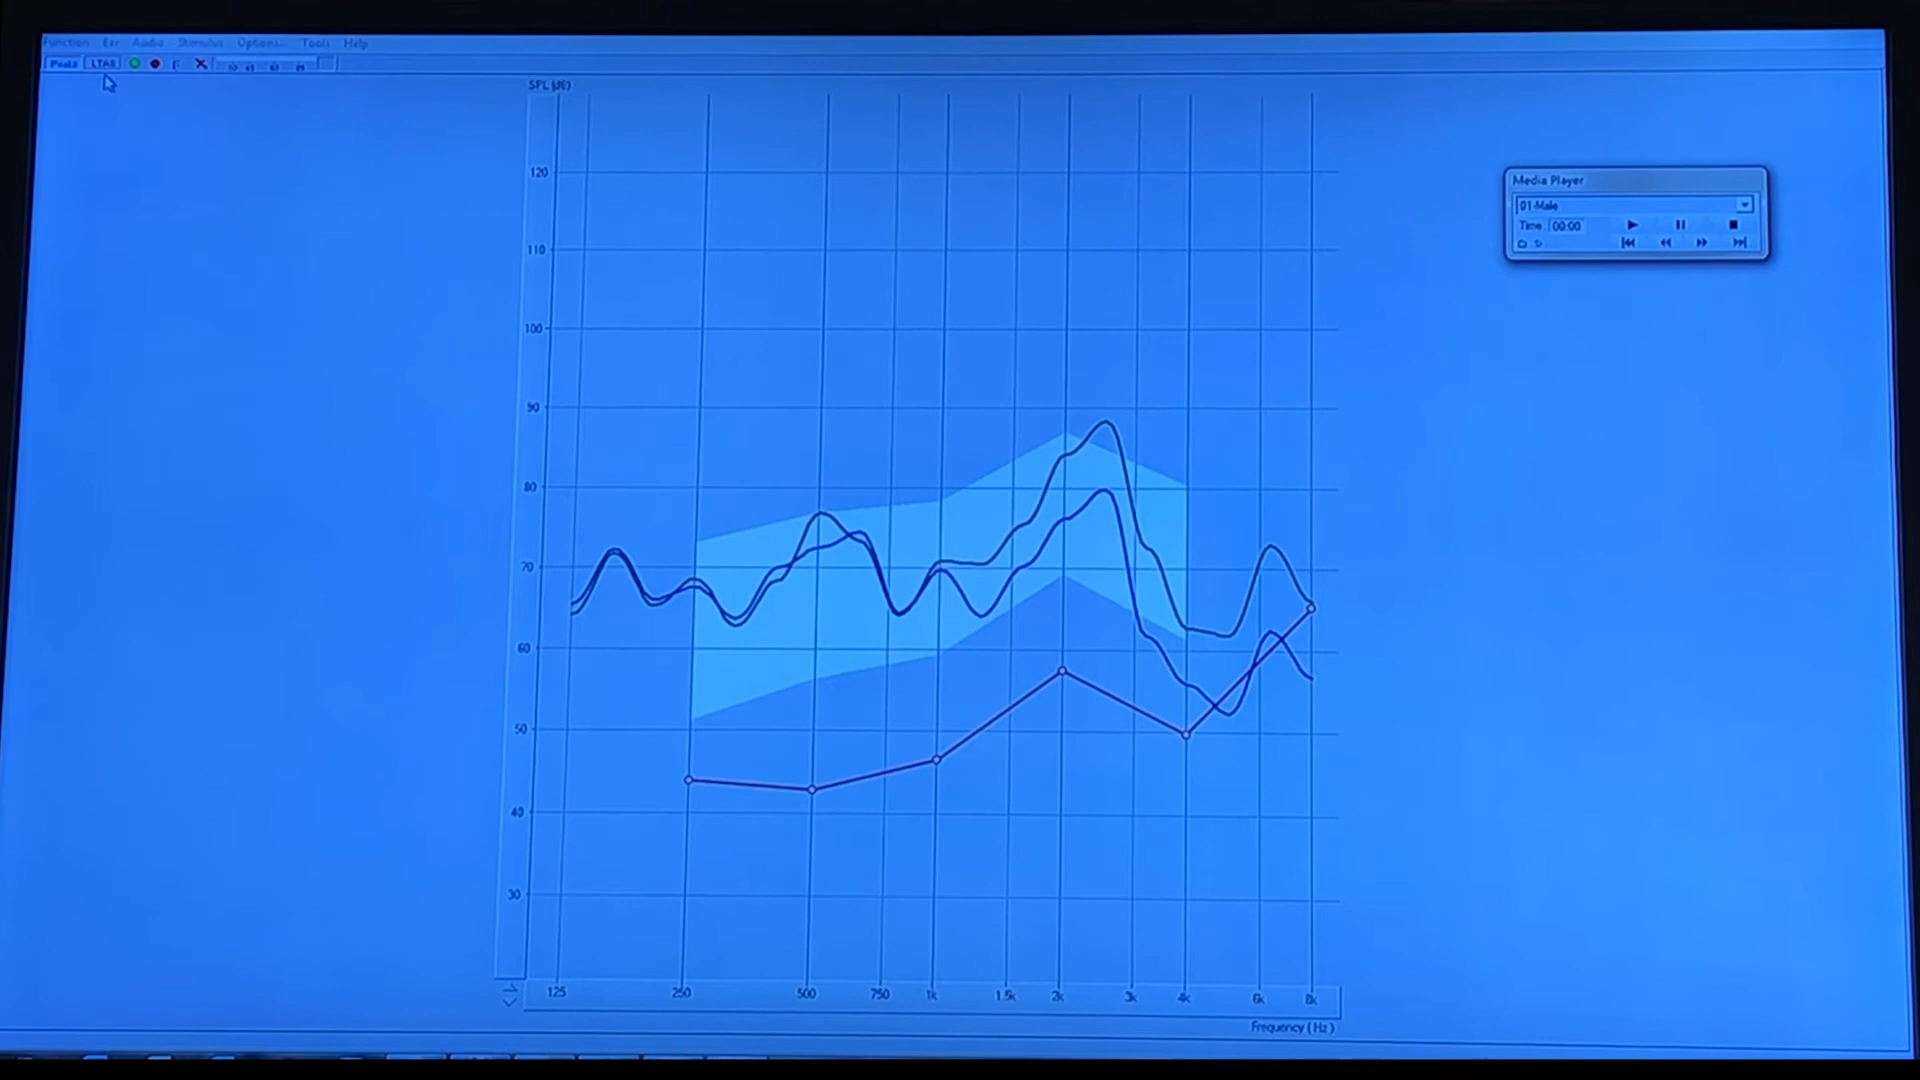 Function Ear Audio Stimulus Options... Tools Help
Peaks LTAS
SPL (dB)
120
110
100
90
80
70
60
50
40
30
125 250 500 750 1k 1.5k 2k 3k 4k 6k 8k
Frequency (Hz)
Media Player
01-Male
Time 00:00